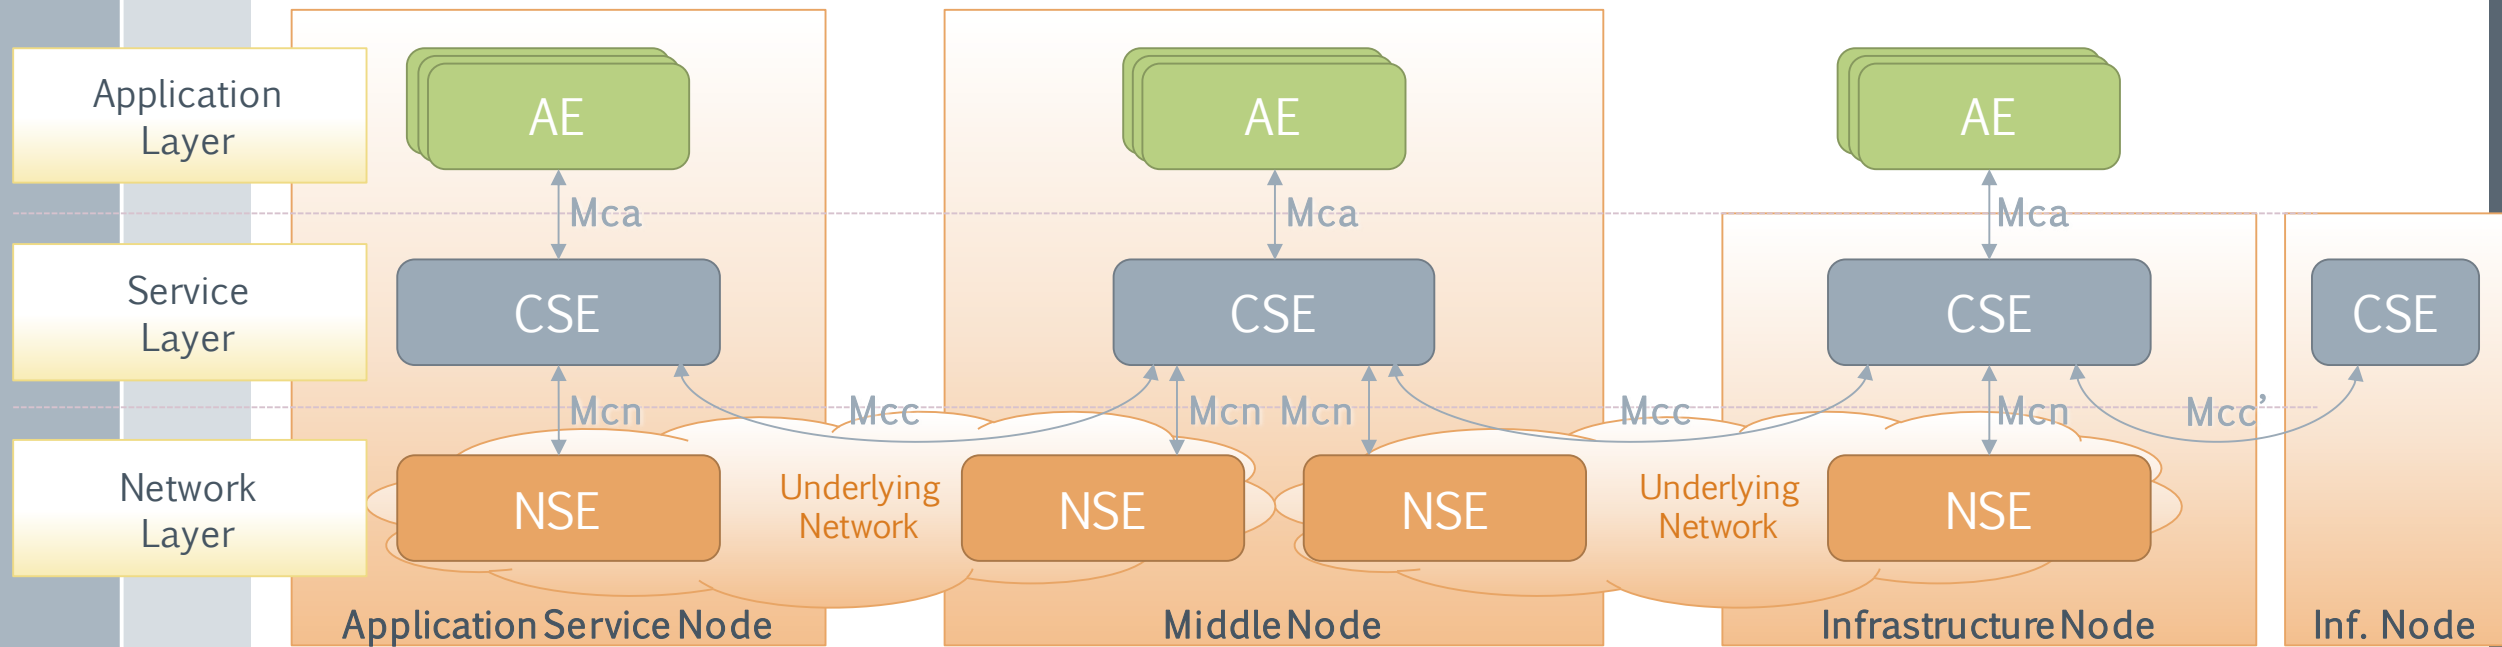 Application
Layer
AE
AE
AE
Mca
Mca
Mca
Service
Layer
CSE
CSE
CSE
CSE
Mcn
Mcc
Mcn
Mcn
Mcc
Mcn
Mcc’
Network
Layer
NSE
Underlying
Network
NSE
NSE
Underlying
Network
NSE
Application Service Node
Middle Node
Infrastructure Node
Inf. Node